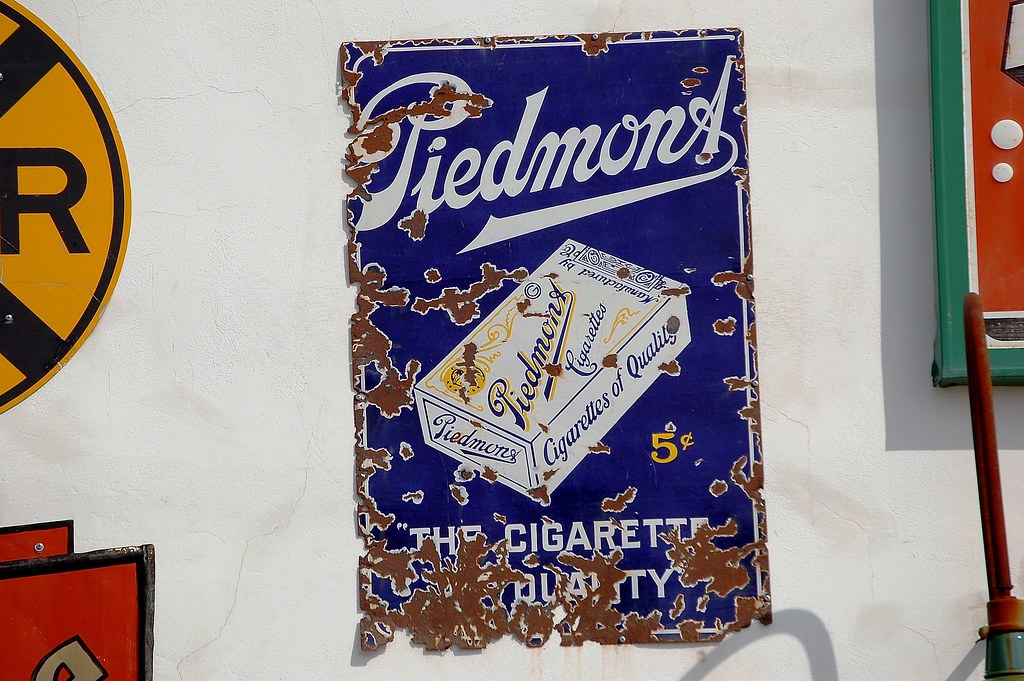 Piedmont
Manufactured by
Piedmont
Cigarettes
Cigarettes of Quality
Piedmont
5¢
"THE CIGARETTE
QUALITY
R